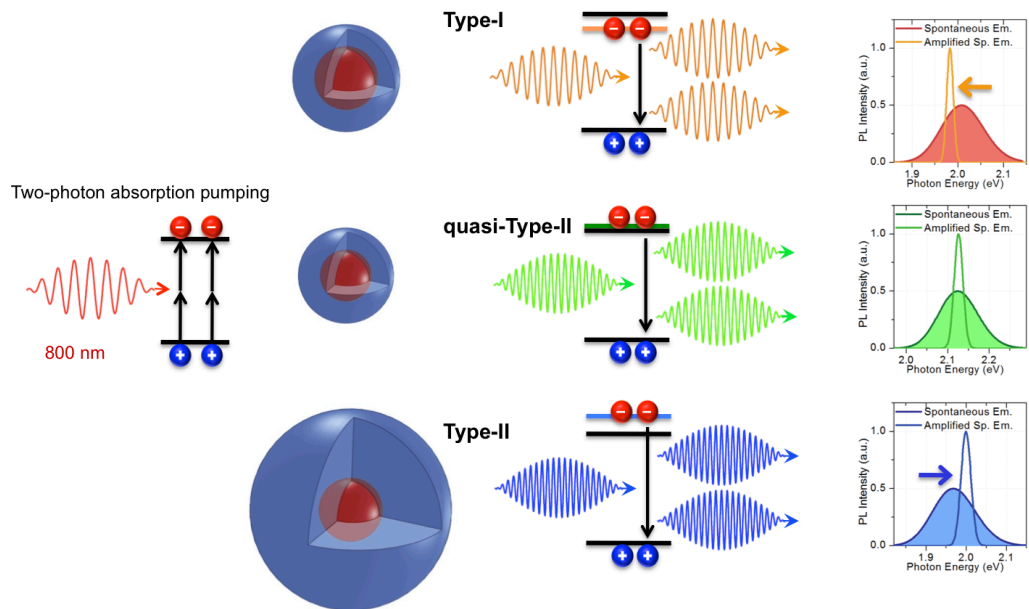 Type-I
Spontaneous Em.
Amplified Sp. Em.
PL Intensity (a.u.)
1.0
0.5
0.0
1.9 2.0 2.1
Photon Energy (eV)
Two-photon absorption pumping
800 nm
quasi-Type-II
Spontaneous Em.
Amplified Sp. Em.
PL Intensity (a.u.)
1.0
0.5
0.0
2.0 2.1 2.2
Photon Energy (eV)
Type-II
Spontaneous Em.
Amplified Sp. Em.
PL Intensity (a.u.)
1.0
0.5
0.0
1.9 2.0 2.1
Photon Energy (eV)